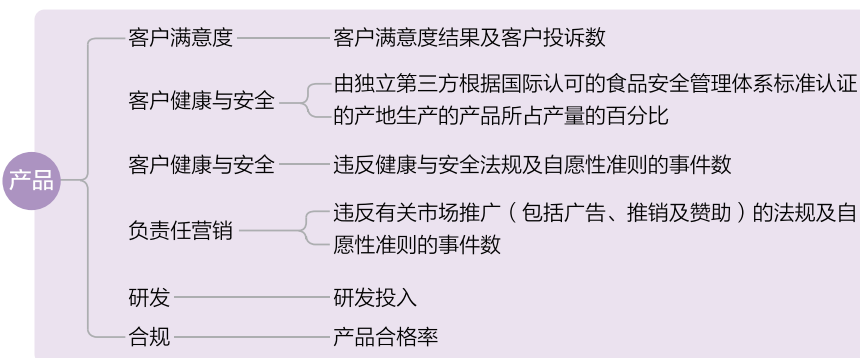 产品
客户满意度
客户满意度结果及客户投诉数
客户健康与安全
由独立第三方根据国际认可的食品安全管理体系标准认证
的产地生产的产品所占产量的百分比
客户健康与安全
违反健康与安全法规及自愿性准则的事件数
负责任营销
违反有关市场推广（包括广告、推销及赞助）的法规及自
愿性准则的事件数
研发
研发投入
合规
产品合格率